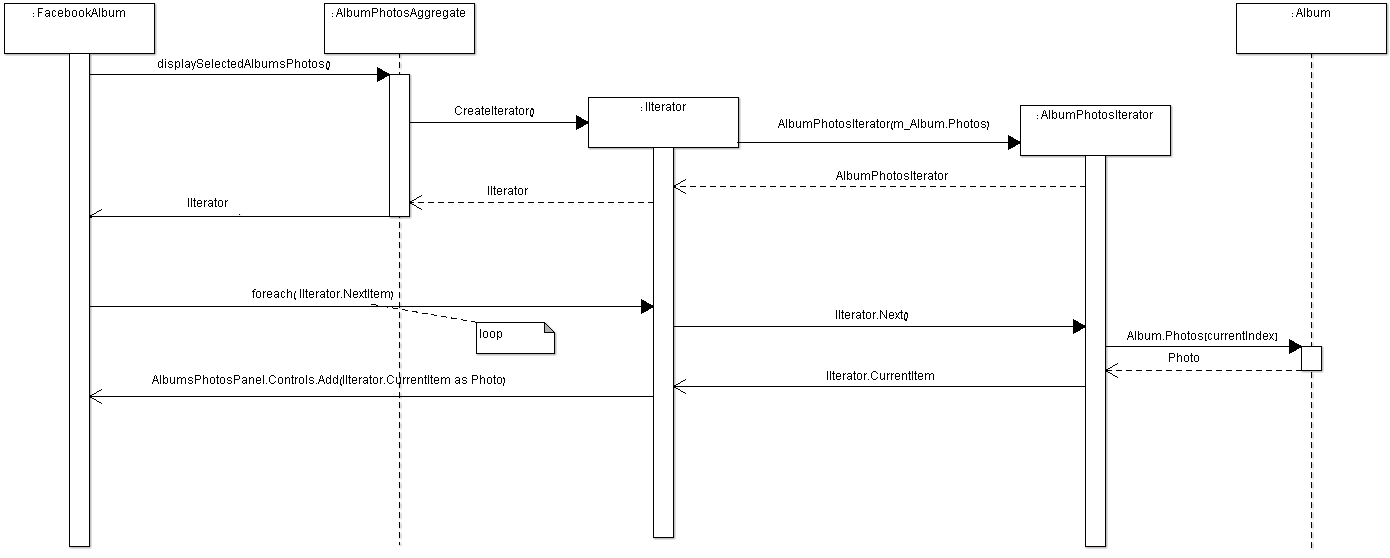 : FacebookAlbum
: AlbumPhotosAggregate
: Album
displaySelectedAlbumsPhotos()
: IIterator
: AlbumPhotosIterator
CreateIterator()
AlbumPhotosIterator(m_Album.Photos)
AlbumPhotosIterator
IIterator
IIterator
foreach( IIterator.NextItem)
loop
IIterator.Next()
Album.Photos[currentIndex]
Photo
IIterator.CurrentItem
AlbumsPhotosPanel.Controls.Add(IIterator.CurrentItem as Photo)